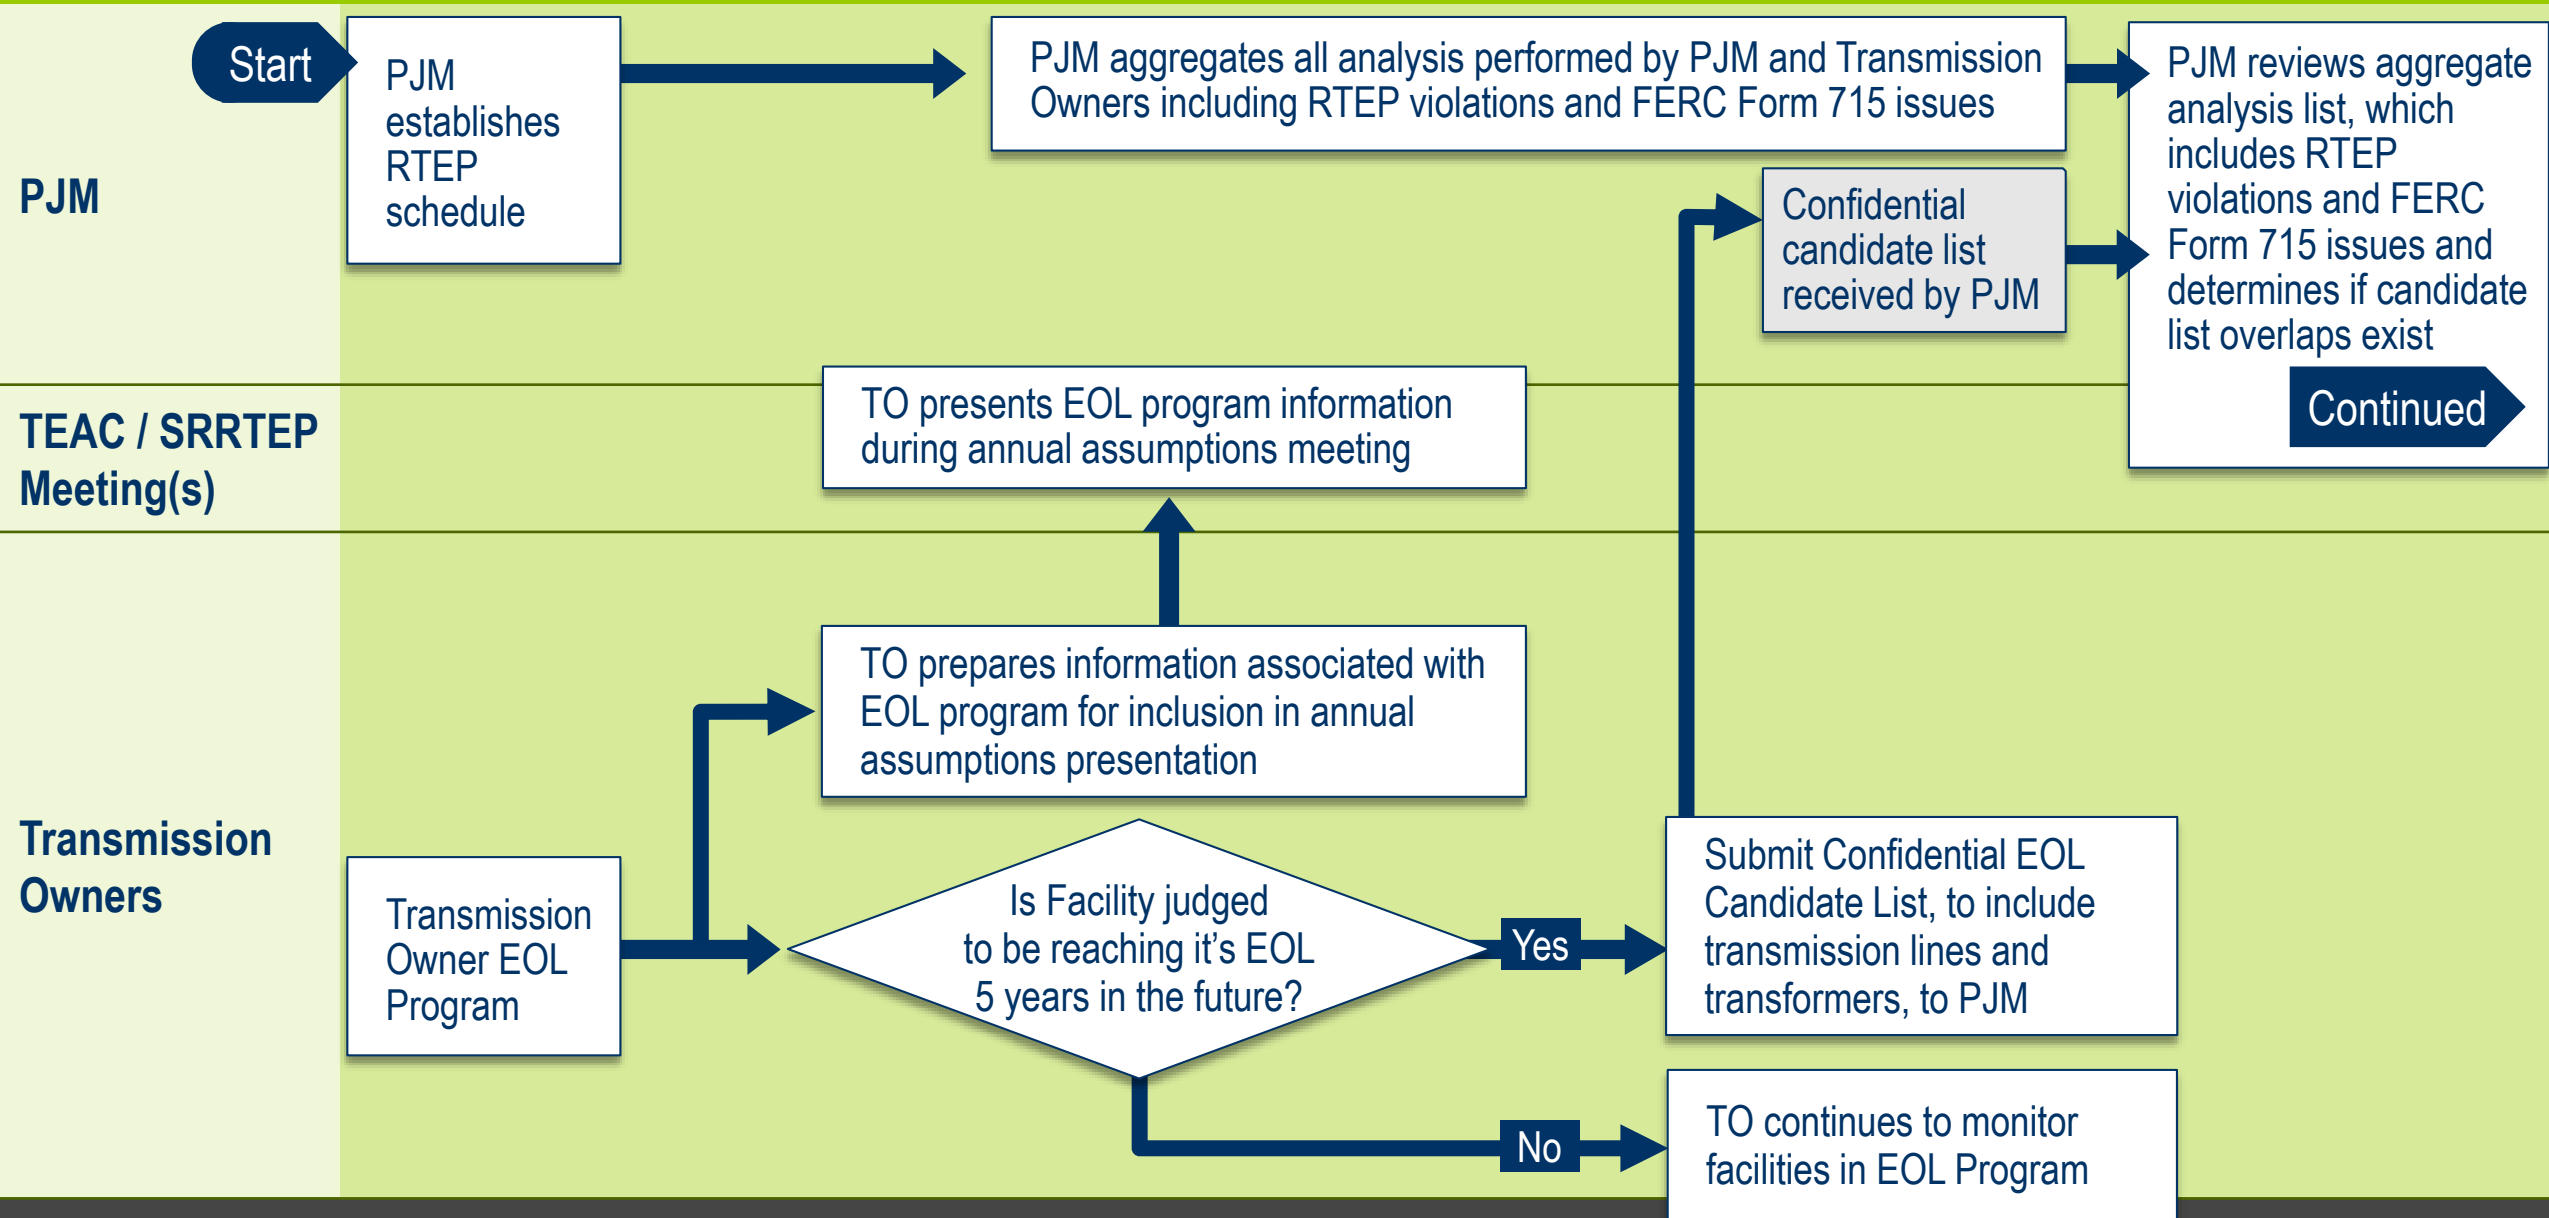 PJM
Start
PJM
establishes
RTEP
schedule
PJM aggregates all analysis performed by PJM and Transmission
Owners including RTEP violations and FERC Form 715 issues
Confidential
candidate list
received by PJM
PJM reviews aggregate
analysis list, which
includes RTEP
violations and FERC
Form 715 issues and
determines if candidate
list overlaps exist
Continued
TEAC / SRRTEP
Meeting(s)
TO presents EOL program information
during annual assumptions meeting
Transmission
Owners
TO prepares information associated with
EOL program for inclusion in annual
assumptions presentation
Transmission
Owner EOL
Program
Is Facility judged
to be reaching it’s EOL
5 years in the future?
Yes
Submit Confidential EOL
Candidate List, to include
transmission lines and
transformers, to PJM
No
TO continues to monitor
facilities in EOL Program